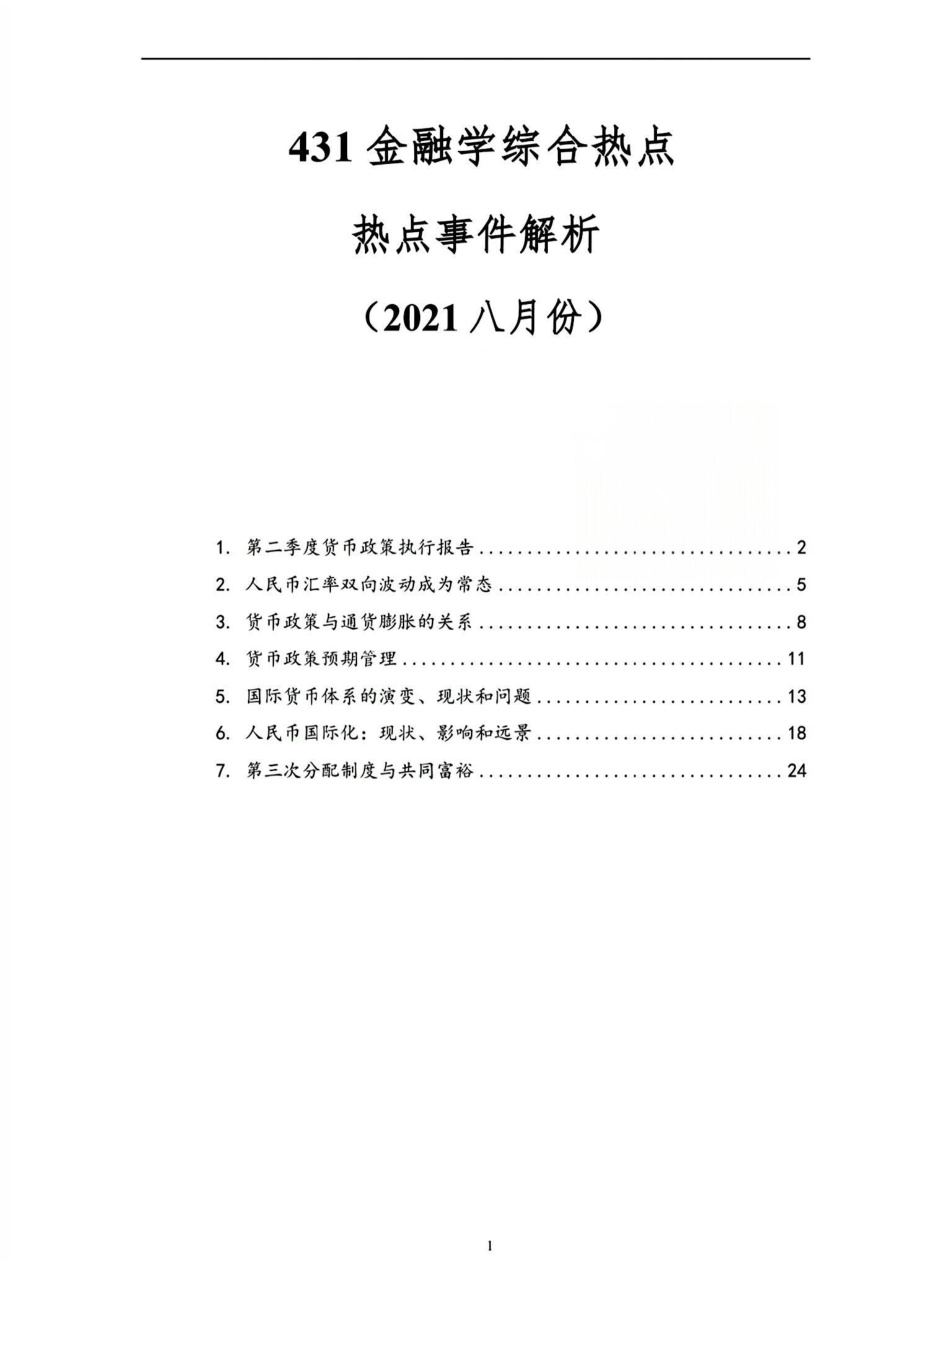 431 金融学综合热点
热点事件解析
（2021 八月份）
1. 第二季度货币政策执行报告.................................2
2. 人民币汇率双向波动成为常态...............................5
3. 货币政策与通货膨胀的关系.................................8
4. 货币政策预期管理........................................11
5. 国际货币体系的演变、现状和问题..........................13
6. 人民币国际化：现状、影响和远景..........................18
7. 第三次分配制度与共同富裕................................24
1